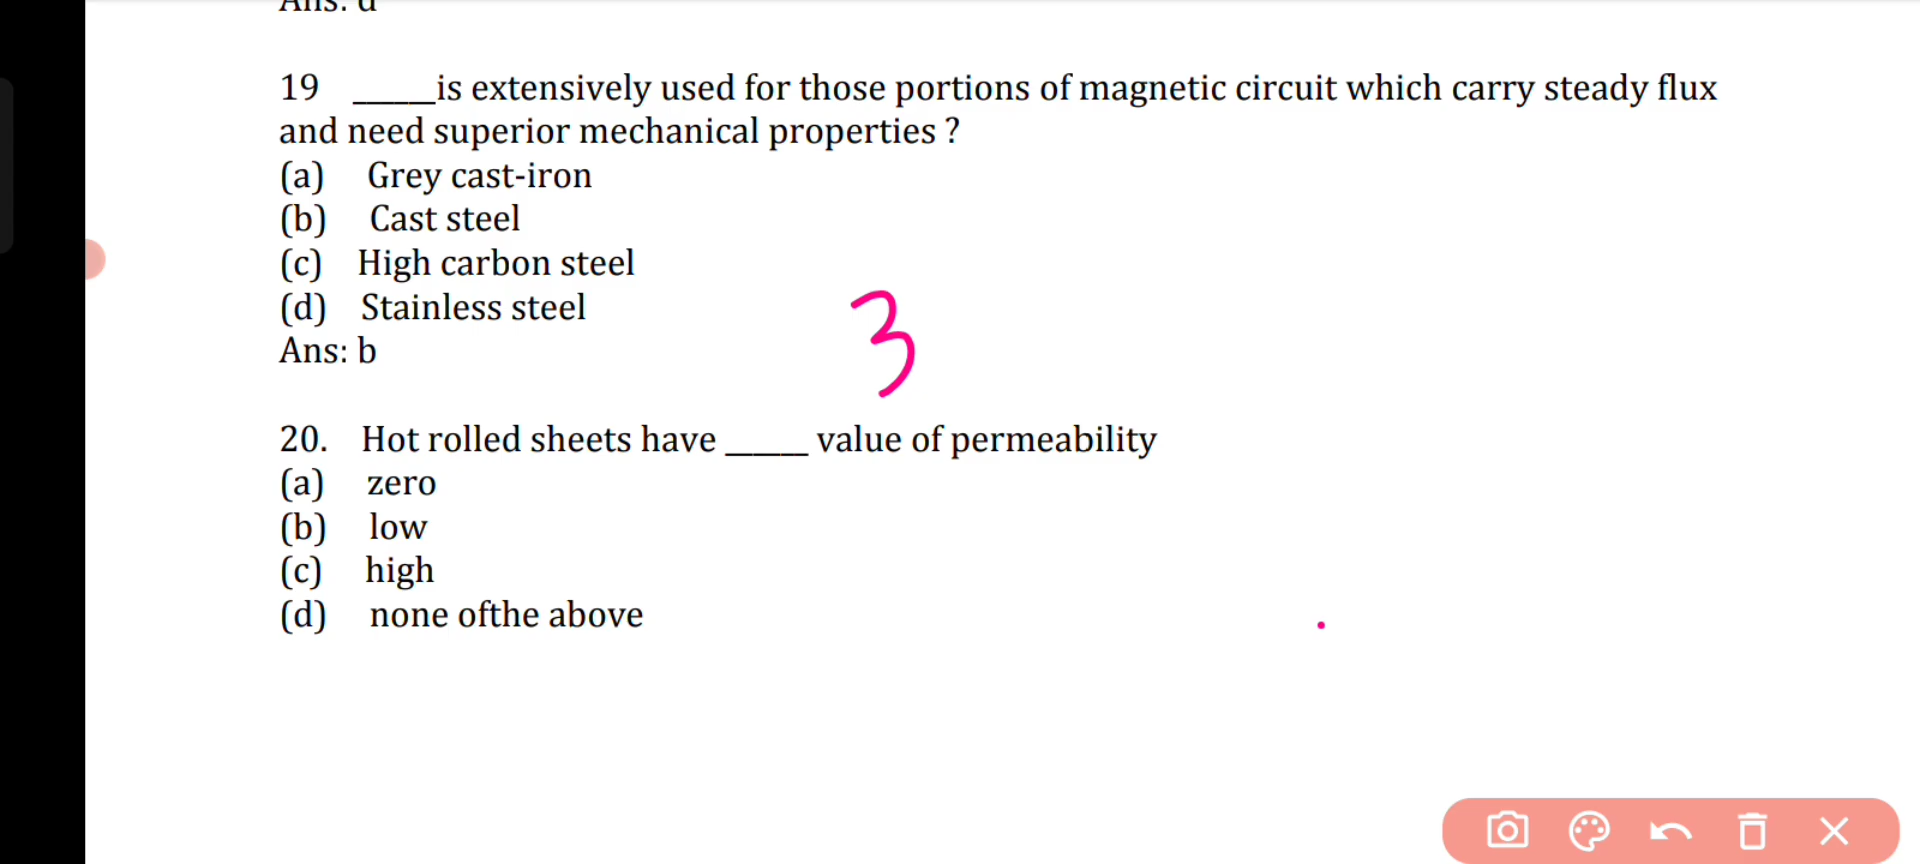 19 ______is extensively used for those portions of magnetic circuit which carry steady flux
and need superior mechanical properties ?
(a) Grey cast-iron
(b) Cast steel
(c) High carbon steel
(d) Stainless steel
Ans: b
3
20. Hot rolled sheets have ______ value of permeability
(a) zero
(b) low
(c) high
(d) none ofthe above